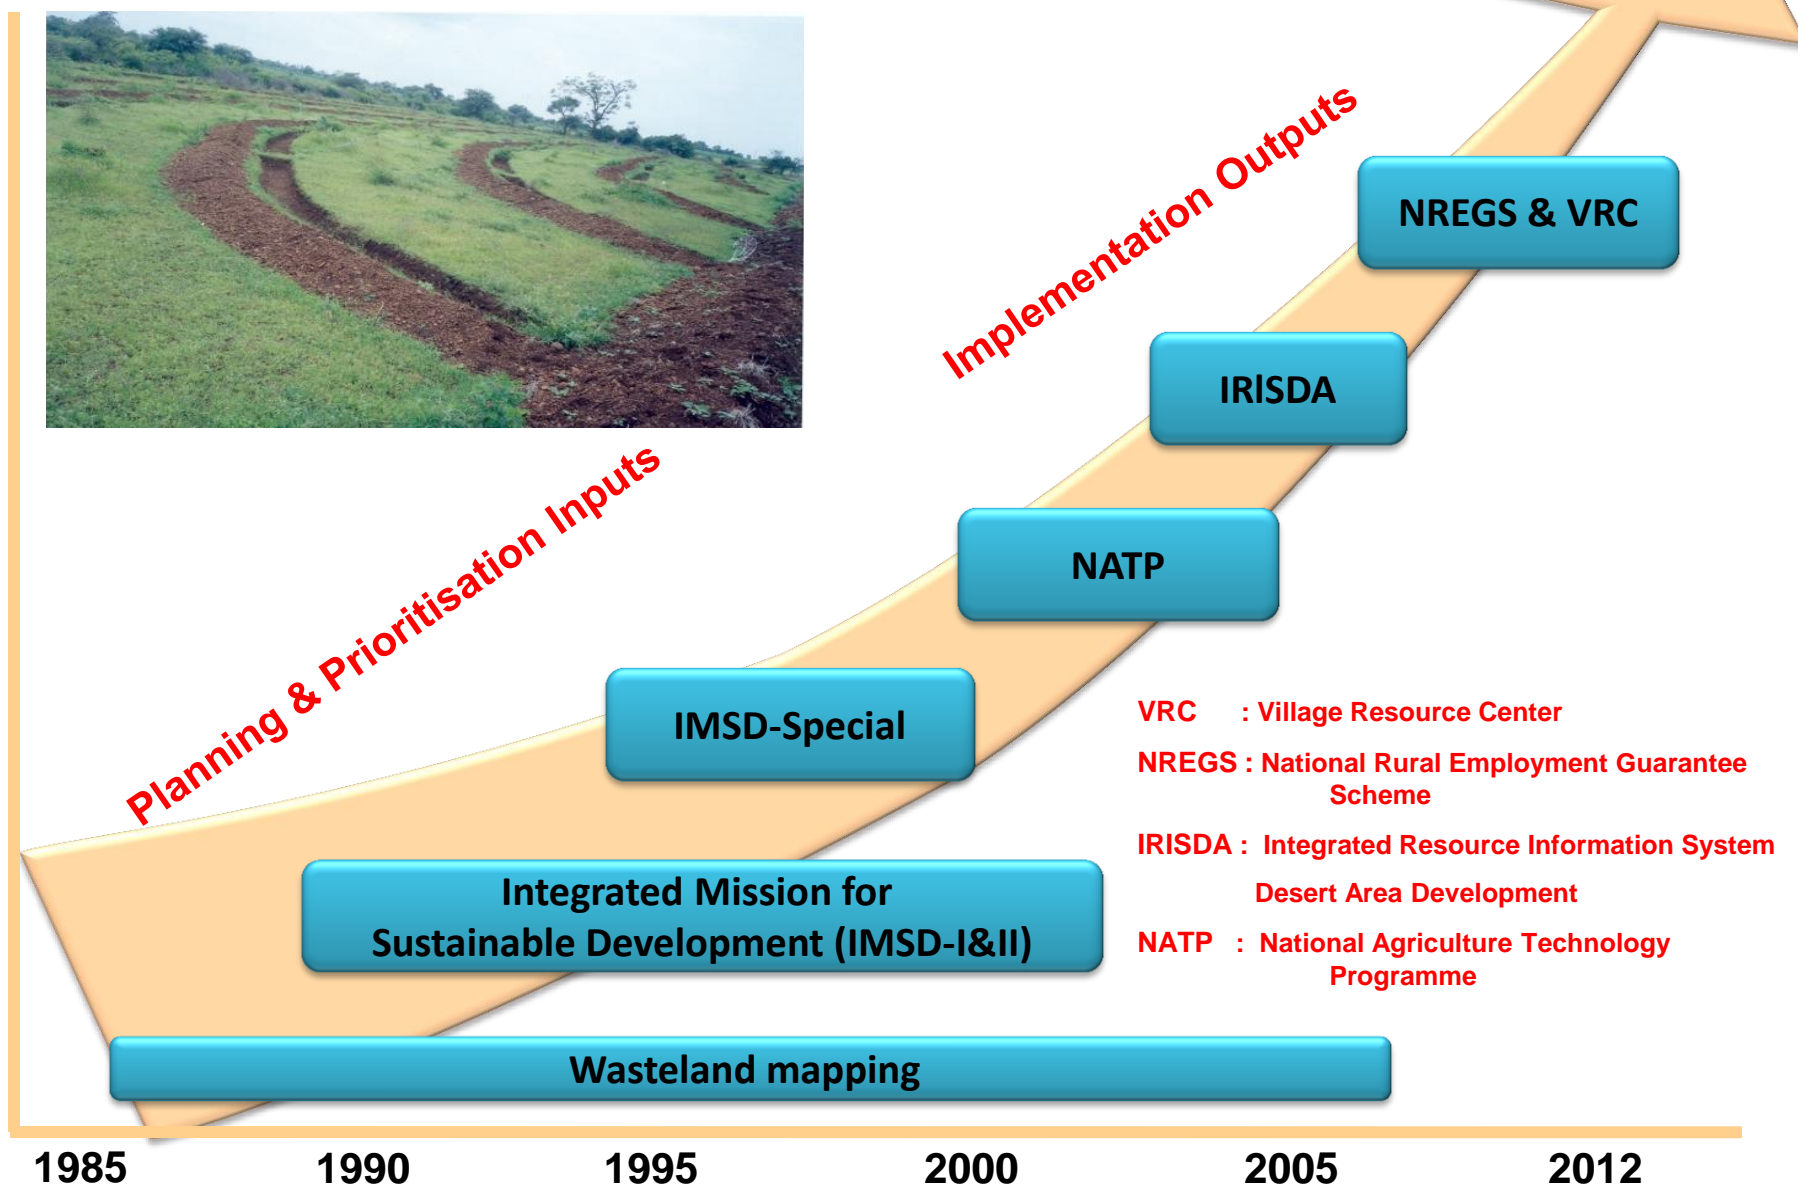 Implementation Outputs
NREGS & VRC
IRISDA
Planning & Prioritisation Inputs
NATP
IMSD-Special
Integrated Mission for
Sustainable Development (IMSD-I&II)
Wasteland mapping
VRC : Village Resource Center
NREGS : National Rural Employment Guarantee
Scheme
IRISDA : Integrated Resource Information System
Desert Area Development
NATP : National Agriculture Technology
Programme
1985 1990 1995 2000 2005 2012